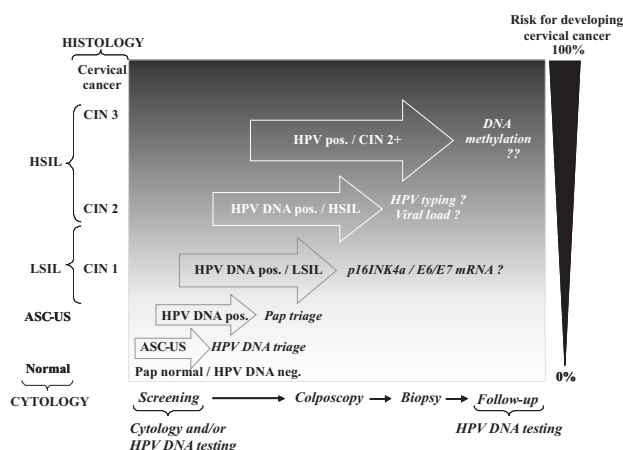 Risk for developing
cervical cancer
100%
HISTOLOGY
Cervical
cancer
CIN 3
HSIL
CIN 2
LSIL
CIN 1
ASC-US
Normal
CYTOLOGY
HPV pos. / CIN 2+
DNA
methylation
??
HPV DNA pos. / HSIL
HPV typing ?
Viral load ?
HPV DNA pos. / LSIL
p16INK4a / E6/E7 mRNA ?
HPV DNA pos.
Pap triage
ASC-US
HPV DNA triage
Pap normal / HPV DNA neg.
0%
Screening
Colposcopy
Biopsy
Follow-up
Cytology and/or
HPV DNA testing
HPV DNA testing